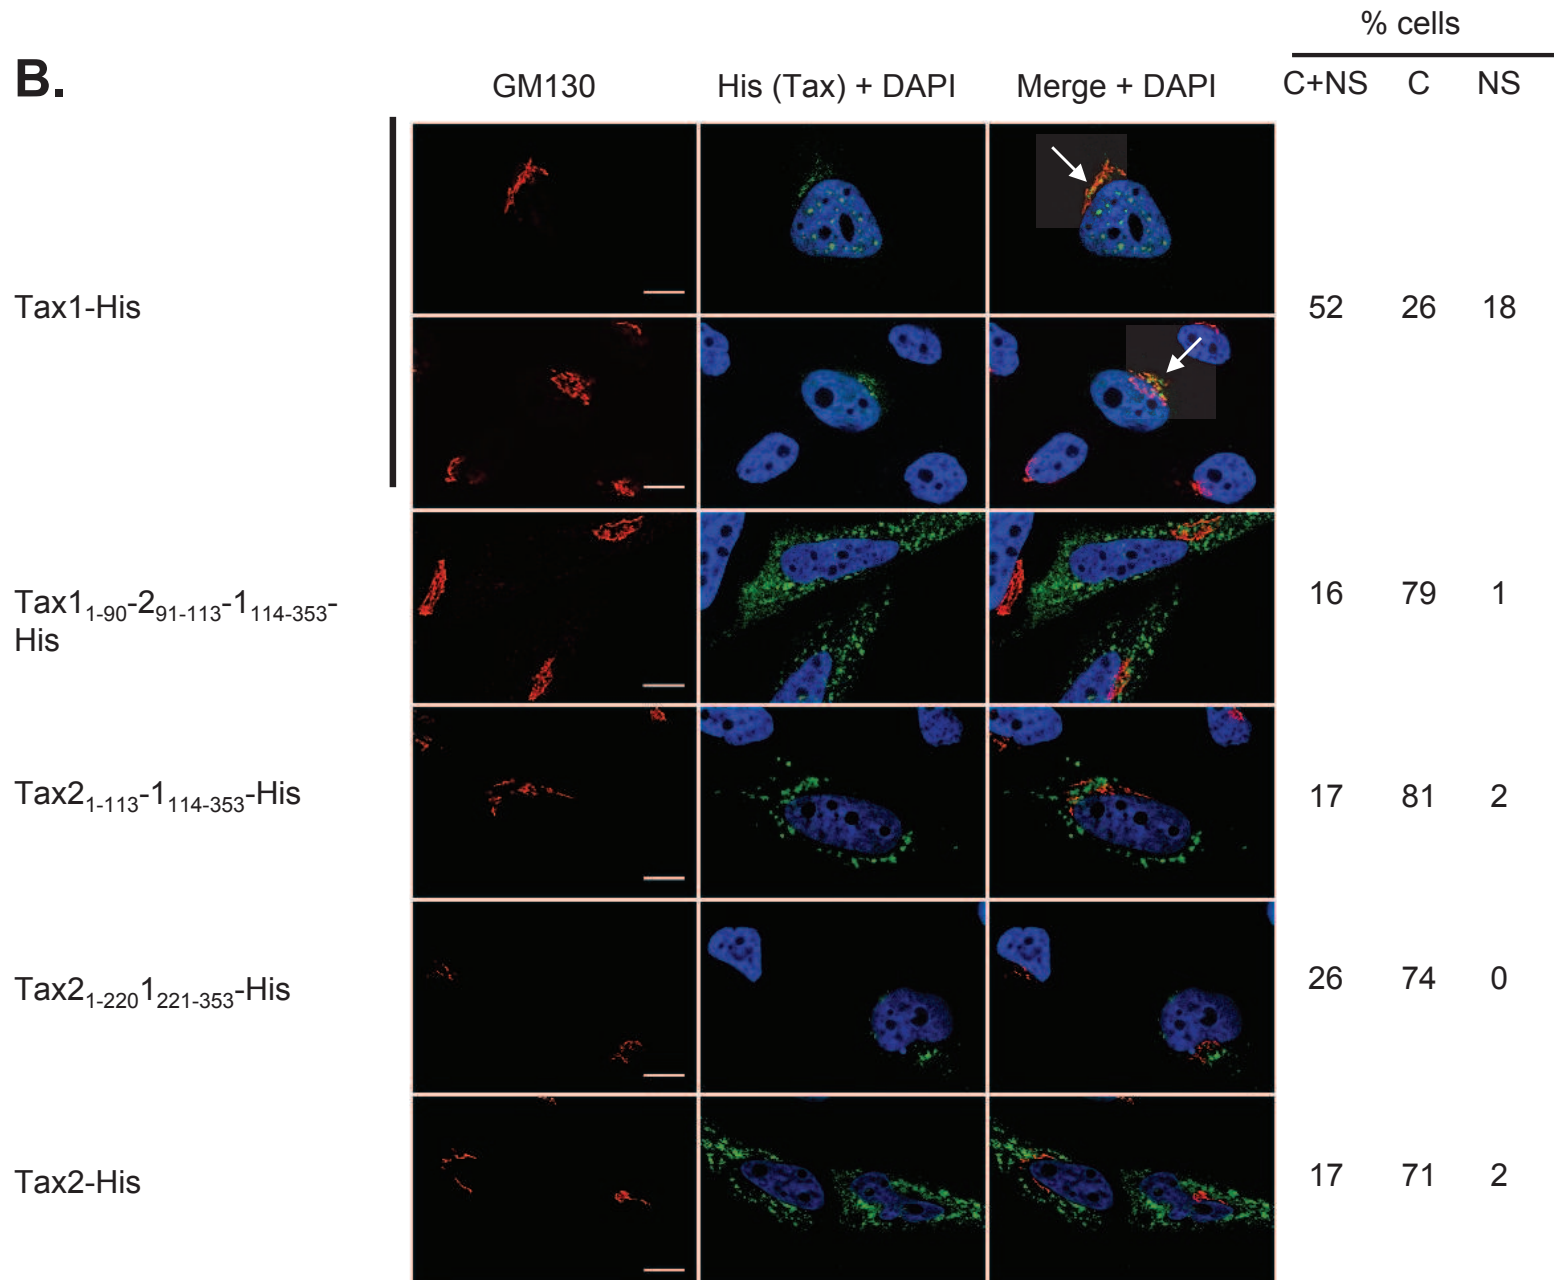 % cells
B.
GM130 His (Tax) + DAPI Merge + DAPI C+NS C NS
Tax1-His 52 26 18
Tax1₁₋₉₀-2₉₁₋₁₁₃-1₁₁₄₋₃₅₃- 16 79 1
His
Tax2₁₋₁₁₃-1₁₁₄₋₃₅₃-His 17 81 2
Tax2₁₋₂₂₀1₂₂₁₋₃₅₃-His 26 74 0
Tax2-His 17 71 2